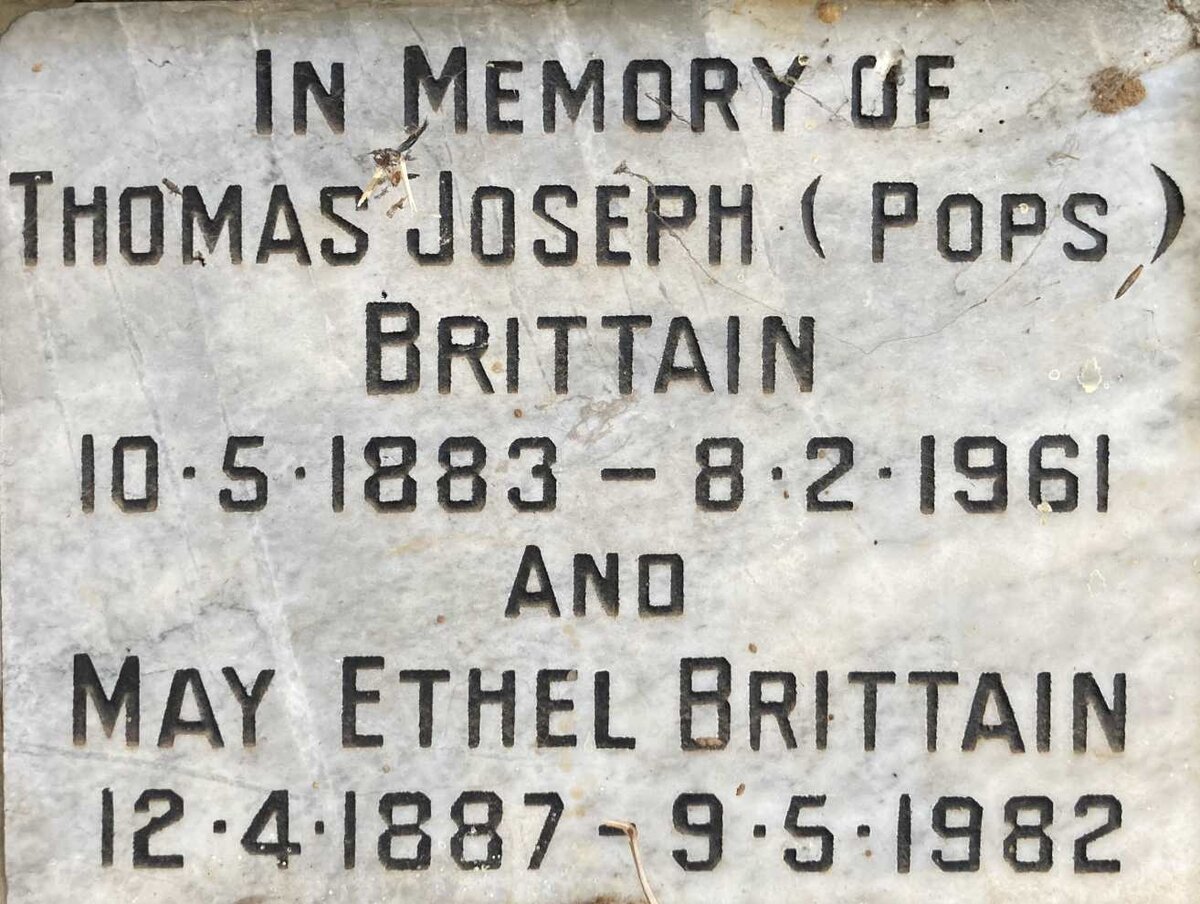 IN MEMORY OF
THOMAS JOSEPH ( POPS )
BRITTAIN
10·5·1883 – 8·2·1961
AND
MAY ETHEL BRITTAIN
12·4·1887 - 9·5·1982